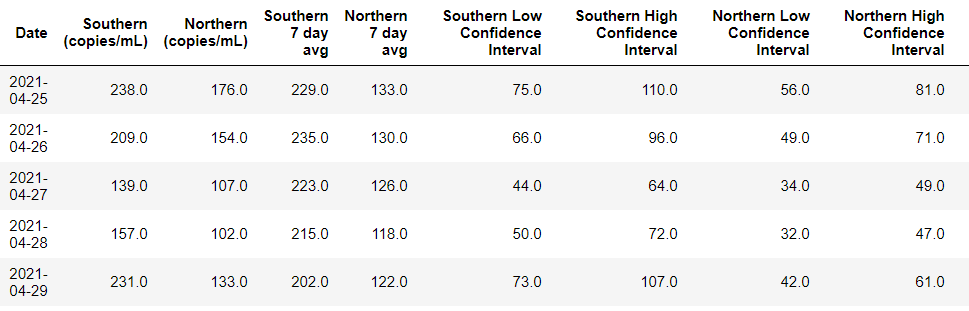 Date Southern (copies/mL) Northern (copies/mL) Southern 7 day avg Northern 7 day avg Southern Low Confidence Interval Southern High Confidence Interval Northern Low Confidence Interval Northern High Confidence Interval
2021-04-25 238.0 176.0 229.0 133.0 75.0 110.0 56.0 81.0
2021-04-26 209.0 154.0 235.0 130.0 66.0 96.0 49.0 71.0
2021-04-27 139.0 107.0 223.0 126.0 44.0 64.0 34.0 49.0
2021-04-28 157.0 102.0 215.0 118.0 50.0 72.0 32.0 47.0
2021-04-29 231.0 133.0 202.0 122.0 73.0 107.0 42.0 61.0